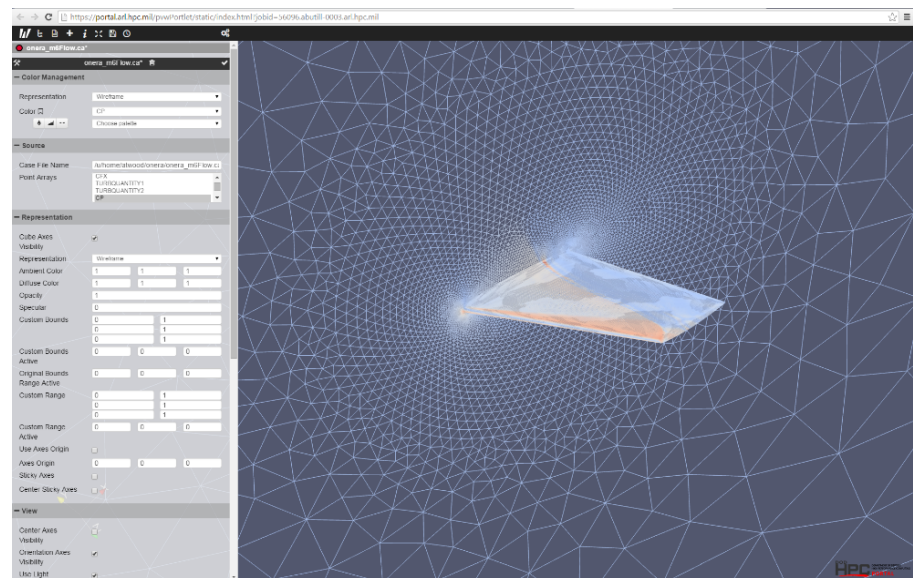 https://portal.arl.hpc.mil/pvwPortlet/static/index.html?jobid=56096.abutill-0003.arl.hpc.mil
onera_m6Flow.ca*
onera_m6Flow.ca*
− Color Management
Representation Wireframe
Color CP
Choose palette
− Source
Case File Name /u/home/atwood/onera/onera_m6Flow.ca
Point Arrays CFX
TURBQUANTITY1
TURBQUANTITY2
CP
− Representation
Cube Axes
Visibility
Representation Wireframe
Ambient Color 1 1 1
Diffuse Color 1 1 1
Opacity 1
Specular 0
Custom Bounds 0 1
0 1
0 1
Custom Bounds 0 0 0
Active
Original Bounds 0 0 0
Range Active
Custom Range 0 1
0 1
0 1
Custom Range 0 0 0
Active
Use Axes Origin
Axes Origin 0 0 0
Sticky Axes
Center Sticky Axes
− View
Center Axes
Visibility
Orientation Axes
Visibility
Use Light
HPC